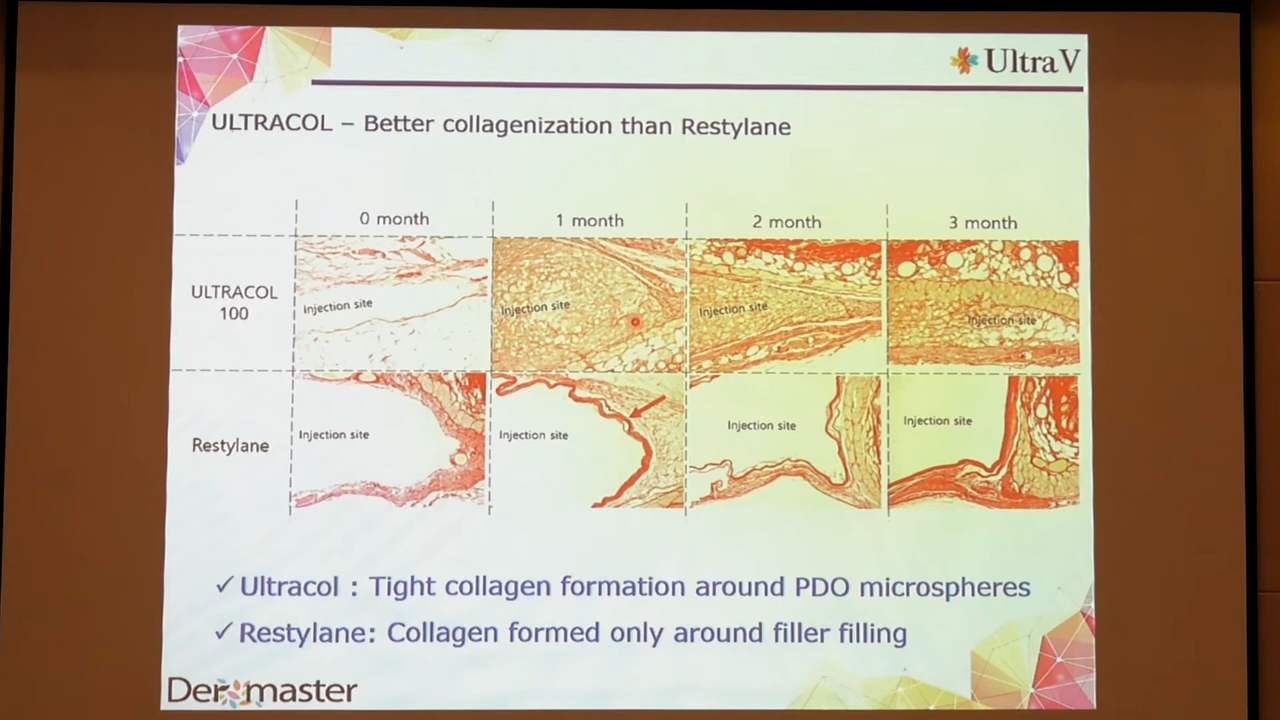 UltraV
ULTRACOL – Better collagenization than Restylane
0 month
1 month
2 month
3 month
ULTRACOL
100
Injection site
Injection site
Injection site
Injection site
Restylane
Injection site
Injection site
Injection site
Injection site
✓ Ultracol : Tight collagen formation around PDO microspheres
✓ Restylane: Collagen formed only around filler filling
Dermaster